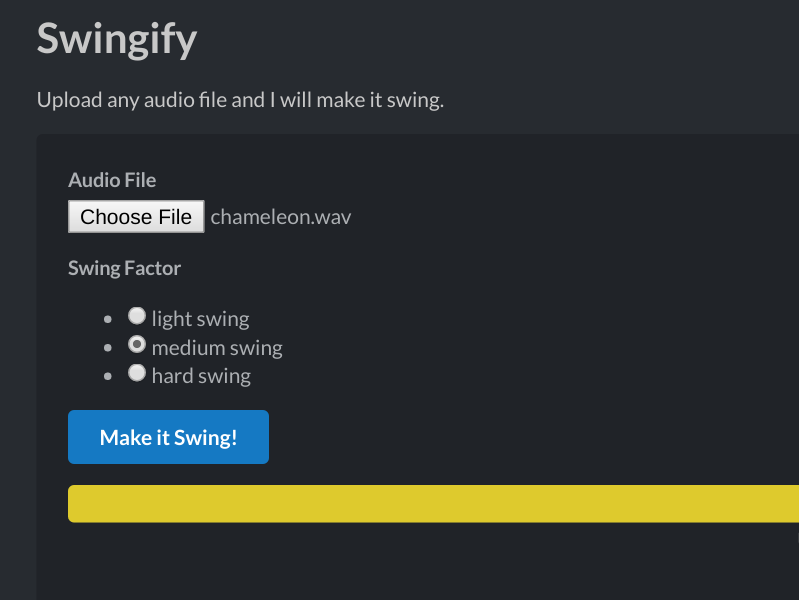 Swingify
Upload any audio file and I will make it swing.
Audio File
Choose File chameleon.wav
Swing Factor
light swing
medium swing
hard swing
Make it Swing!